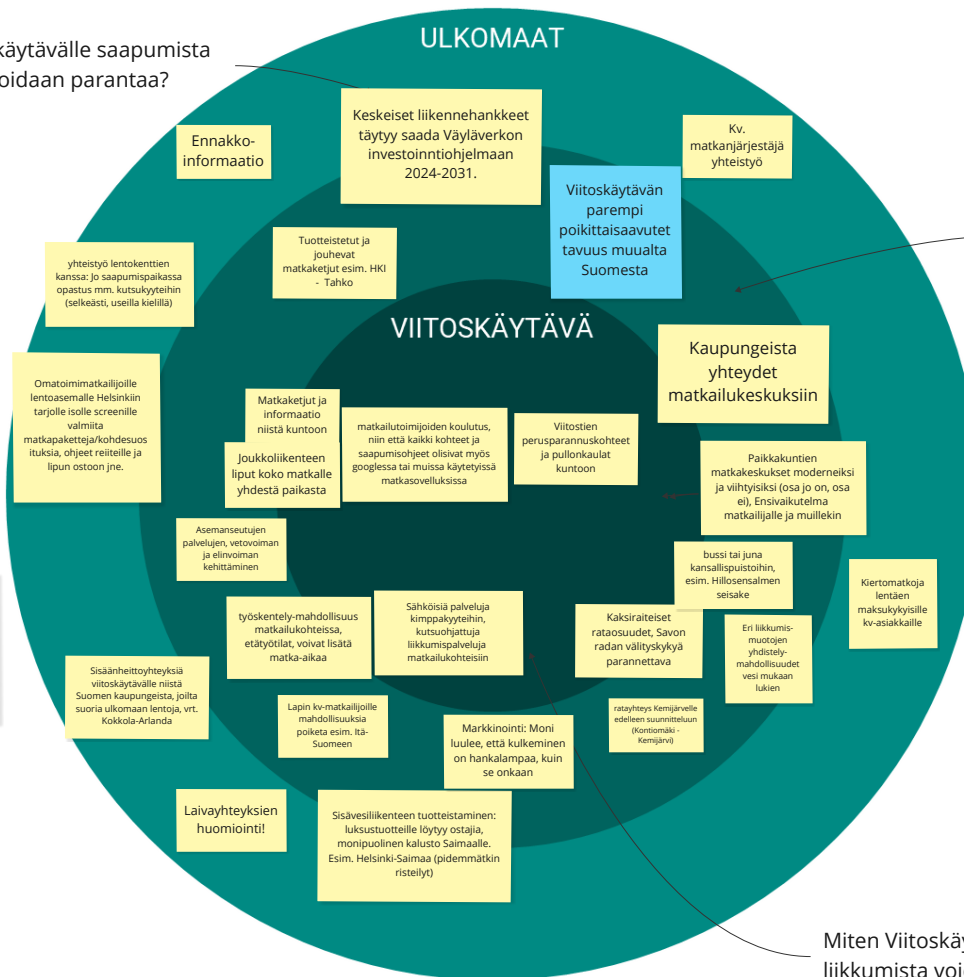 ULKOMAAT
käytävälle saapumista
oidaan parantaa?
Keskeiset liikennehankkeet
täytyy saada Väyläverkon
investoinntiohjelmaan
2024-2031.
Ennakko-
informaatio
Kv.
matkanjärjestäjä
yhteistyö
Viitoskäytävän
parempi
poikittaisaavutet
tavuus muualta
Suomesta
Tuotteistetut ja
jouhevat
matkaketjut esim. HKI
- Tahko
yhteistyö lentokenttien
kanssa: Jo saapumispaikassa
opastus mm. kutsukyyteihin
(selkeästi, useilla kielillä)
VIITOSKÄYTÄVÄ
Kaupungeista
yhteydet
matkailukeskuksiin
Omatoimimatkailijoille
lentoasemalle Helsinkiin
tarjolle isolle screenille
valmiita
matkapaketteja/kohdesuos
ituksia, ohjeet reiteille ja
lipun ostoon jne.
Matkaketjut ja
informaatio
niistä kuntoon
matkailutoimijoiden koulutus,
niin että kaikki kohteet ja
saapumisohjeet olisivat myös
googlessa tai muissa käytetyissä
matkasovelluksissa
Viitostien
perusparannuskohteet
ja pullonkaulat
kuntoon
Joukkoliikenteen
liput koko matkalle
yhdestä paikasta
Paikkakuntien
matkakeskukset moderneiksi
ja viihtyisiksi (osa jo on, osa
ei), Ensivaikutelma
matkailijalle ja muillekin
Asemanseutujen
palvelujen, vetovoiman
ja elinvoiman
kehittäminen
bussi tai juna
kansallispuistoihin,
esim. Hillosensalmen
seisake
Kiertomatkoja
lentäen
maksukykyisille
kv-asiakkaille
työskentely-mahdollisuus
matkailukohteissa,
etätyötilat, voivat lisätä
matka-aikaa
Sähköisiä palveluja
kimppakyyteihin,
kutsuohjattuja
liikkumispalveluja
matkailukohteisiin
Kaksiraiteiset
rataosuudet, Savon
radan välityskykyä
parannettava
Eri liikkumis-
muotojen
yhdistely-
mahdollisuudet
vesi mukaan
lukien
Sisäänheittoyhteyksiä
viitoskäytävälle niistä
Suomen kaupungeista, joilta
suoria ulkomaan lentoja, vrt.
Kokkola-Arlanda
Lapin kv-matkailijoille
mahdollisuuksia
poiketa esim. Itä-
Suomeen
ratayhteys Kemijärvelle
edelleen suunnitteluun
(Kontiomäki -
Kemijärvi)
Markkinointi: Moni
luulee, että kulkeminen
on hankalampaa, kuin
se onkaan
Laivayhteyksien
huomiointi!
Sisävesiliikenteen tuotteistaminen:
luksustuotteille löytyy ostajia,
monipuolinen kalusto Saimaalle.
Esim. Helsinki-Saimaa (pidemmätkin
risteilyt)
Miten Viitoskäy
liikkumista voi